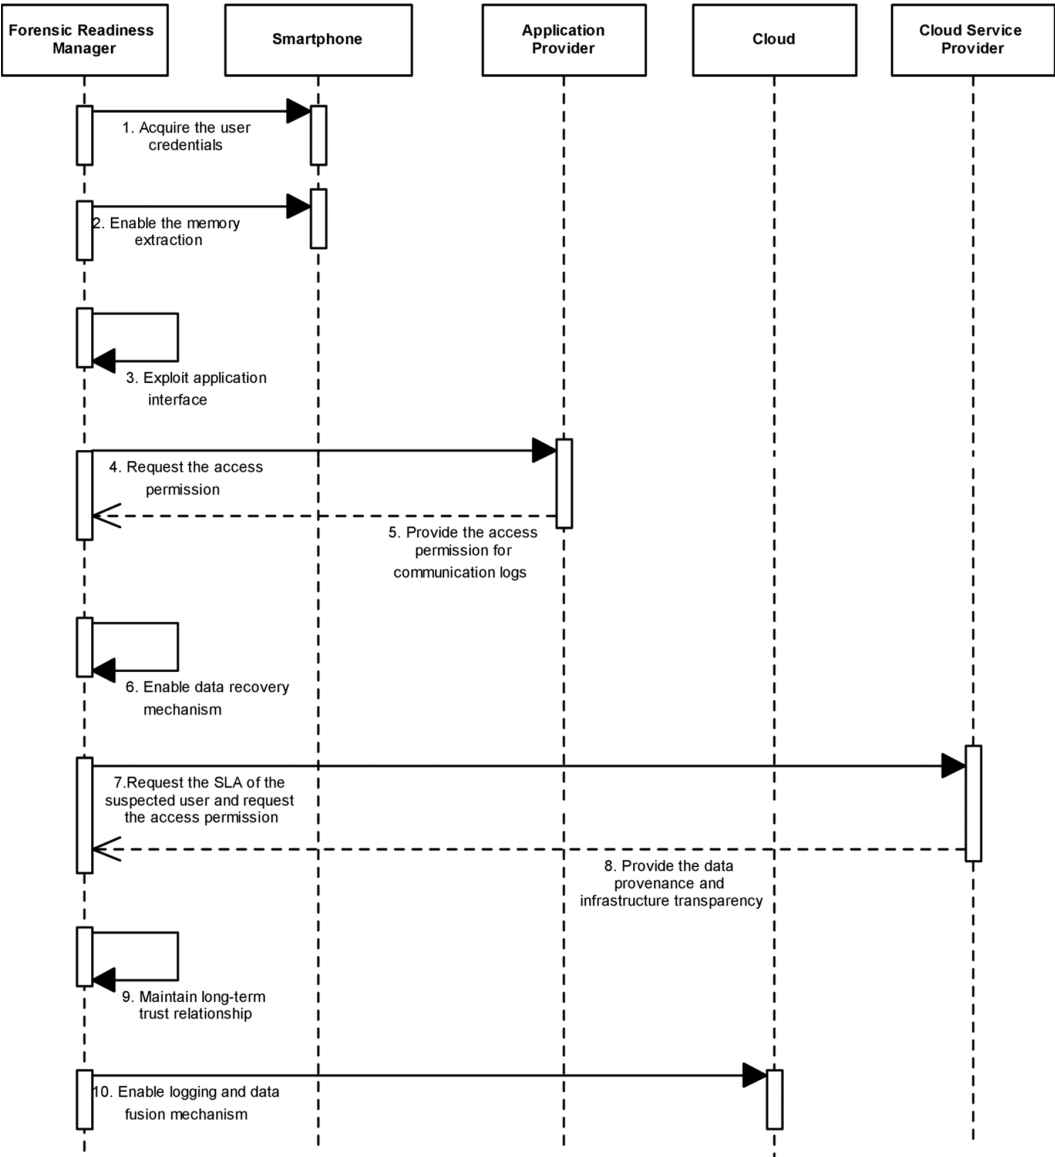 Forensic Readiness
Manager
Smartphone
Application
Provider
Cloud
Cloud Service
Provider
1. Acquire the user
credentials
2. Enable the memory
extraction
3. Exploit application
interface
4. Request the access
permission
5. Provide the access
permission for
communication logs
6. Enable data recovery
mechanism
7.Request the SLA of the
suspected user and request
the access permission
8. Provide the data
provenance and
infrastructure transparency
9. Maintain long-term
trust relationship
10. Enable logging and data
fusion mechanism